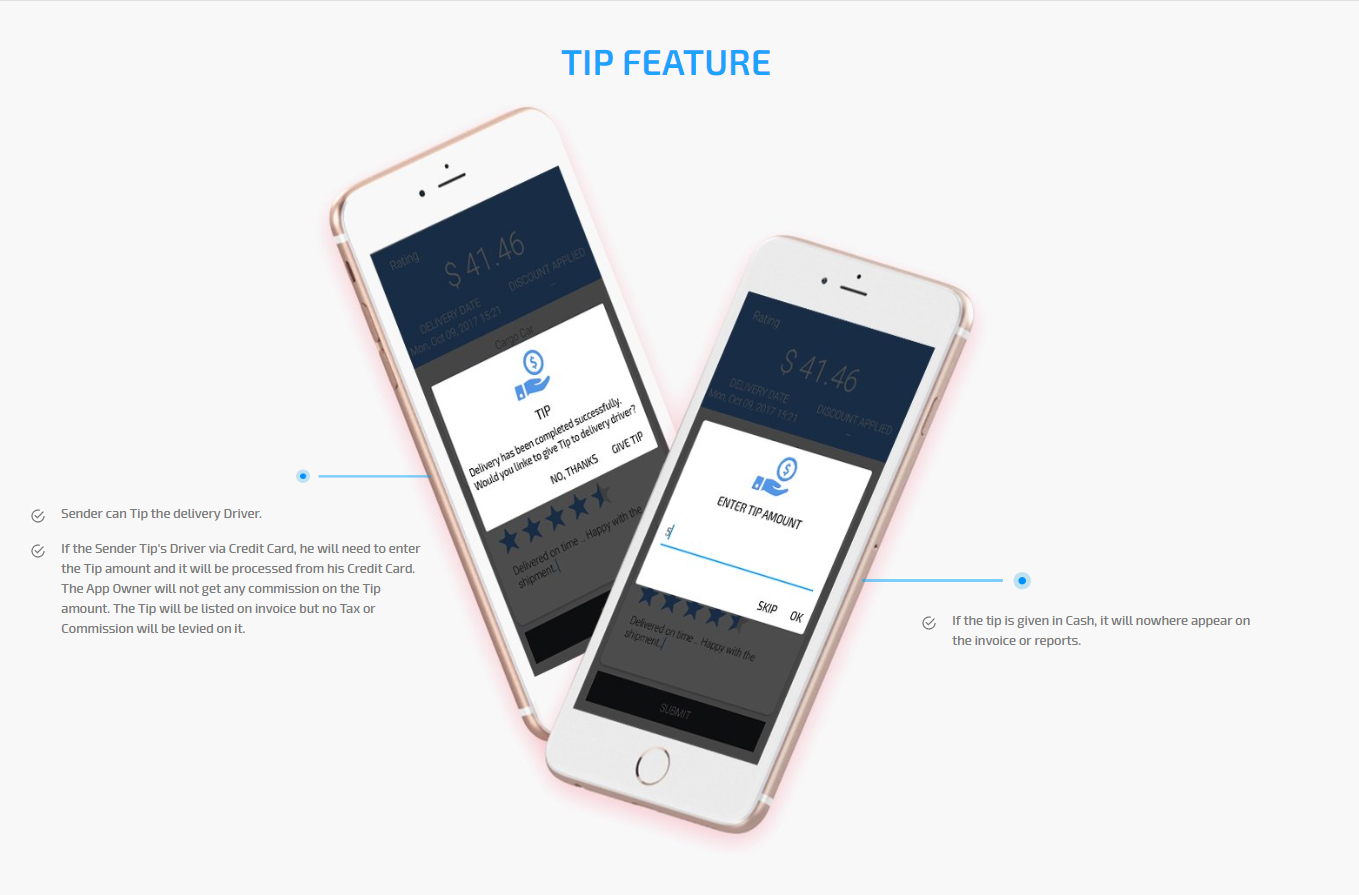 TIP FEATURE
Rating
$ 41.46
DELIVERY DATE
DISCOUNT APPLIED
Mon, Oct 09, 2017 15:21
--
Cargo Car
TIP
Delivery has been completed successfully.
Would you linke to give Tip to delivery driver?
NO, THANKS
GIVE TIP
Delivered on time .. Happy with the
shipment..
Rating
$ 41.46
DELIVERY DATE
DISCOUNT APPLIED
Mon, Oct 09, 2017 15:21
--
ENTER TIP AMOUNT
SKIP
OK
Delivered on time .. Happy with the
shipment..
SUBMIT
Sender can Tip the delivery Driver.
If the Sender Tip's Driver via Credit Card, he will need to enter
the Tip amount and it will be processed from his Credit Card.
The App Owner will not get any commission on the Tip
amount. The Tip will be listed on invoice but no Tax or
Commission will be levied on it.
If the tip is given in Cash, it will nowhere appear on
the invoice or reports.